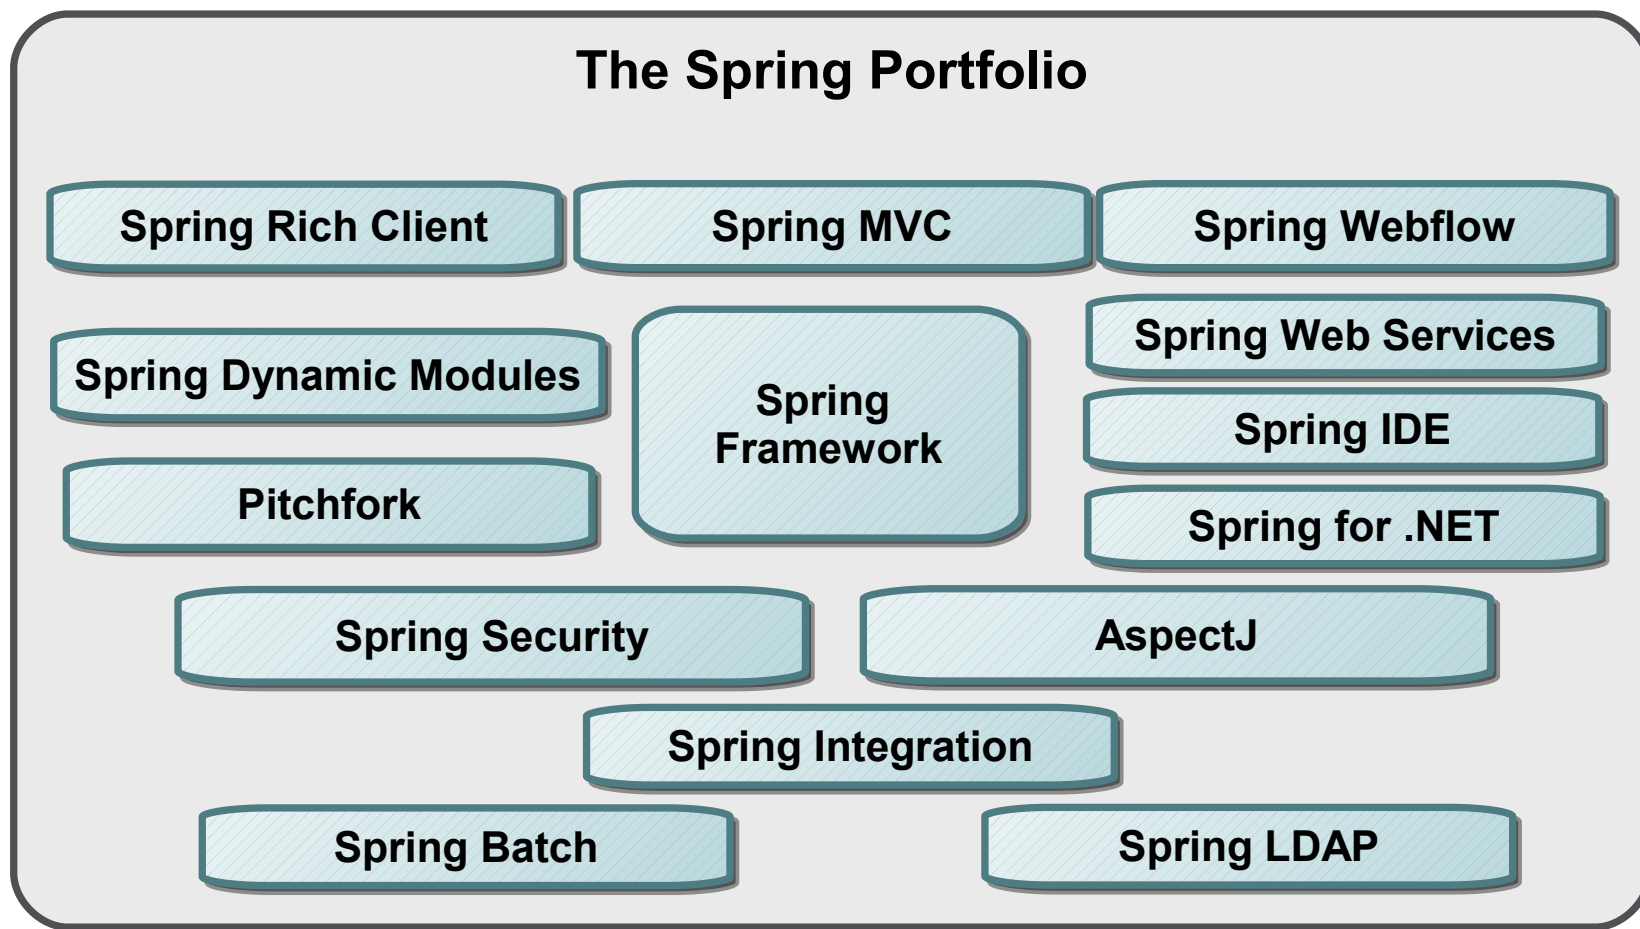 The Spring Portfolio
Spring Rich Client
Spring MVC
Spring Webflow
Spring Dynamic Modules
Spring
Framework
Spring Web Services
Spring IDE
Pitchfork
Spring for .NET
Spring Security
AspectJ
Spring Integration
Spring Batch
Spring LDAP